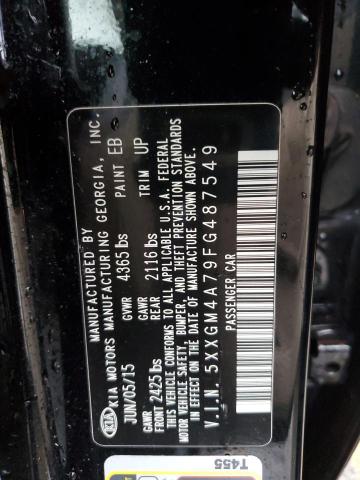 MANUFACTURED BY
KIA KIA MOTORS MANUFACTURING GEORGIA, INC.
JUN/05/15 GVWR 4365 lbs PAINT EB
GAWR FRONT 2425 lbs GAWR REAR 2116 lbs TRIM UP
THIS VEHICLE CONFORMS TO ALL APPLICABLE U.S.A. FEDERAL
MOTOR VEHICLE SAFETY, BUMPER, AND THEFT PREVENTION STANDARDS
IN EFFECT ON THE DATE OF MANUFACTURE SHOWN ABOVE.
V.I.N. 5XXGM4A79FG487549
PASSENGER CAR
T455